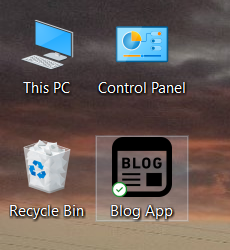 This PC
Control Panel
BLOG
Recycle Bin
Blog App